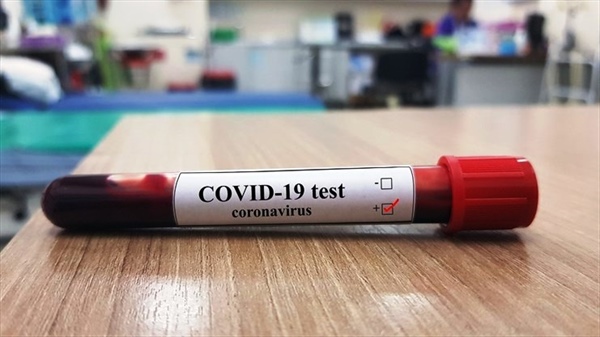 COVID-19 test
coronavirus
-
+